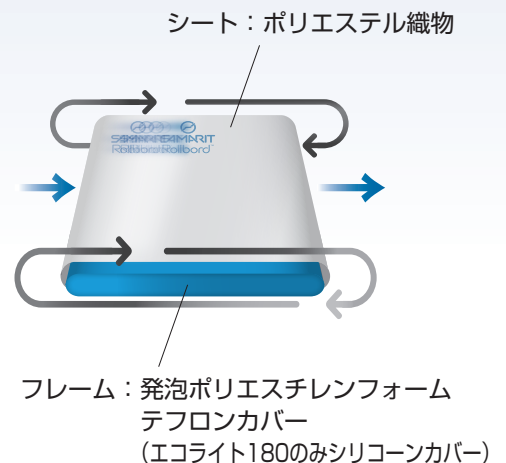 シート：ポリエステル織物
SAMARIT
Rollbord™
フレーム：発泡ポリエスチレンフォーム
テフロンカバー
（エコライト180のみシリコーンカバー）